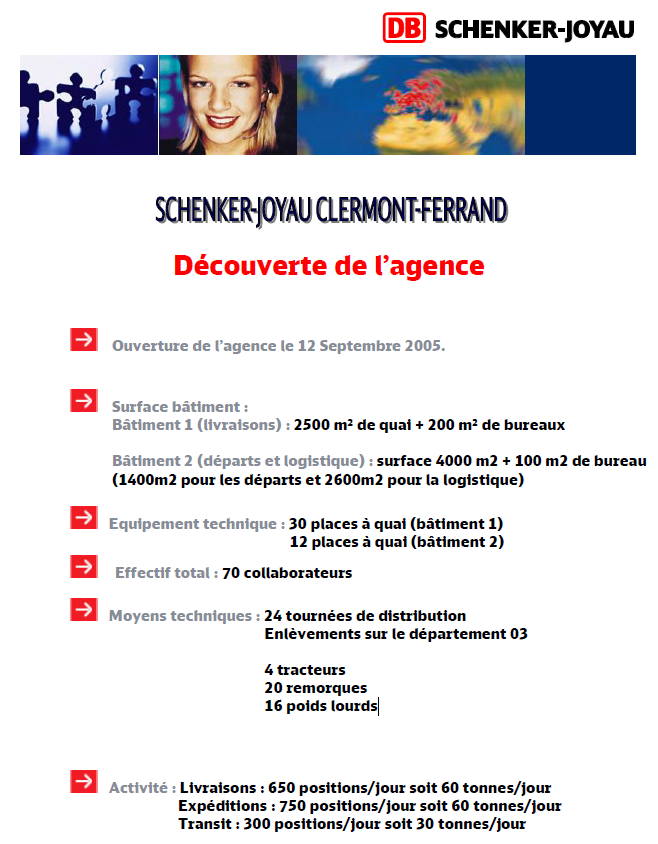 DB SCHENKER-JOYAU
SCHENKER-JOYAU CLERMONT-FERRAND
Découverte de l’agence
Ouverture de l’agence le 12 Septembre 2005.
Surface bâtiment :
Bâtiment 1 (livraisons) : 2500 m² de quai + 200 m² de bureaux
Bâtiment 2 (départs et logistique) : surface 4000 m2 + 100 m2 de bureau
(1400m2 pour les départs et 2600m2 pour la logistique)
Equipement technique : 30 places à quai (bâtiment 1)
12 places à quai (bâtiment 2)
Effectif total : 70 collaborateurs
Moyens techniques : 24 tournées de distribution
Enlèvements sur le département 03
4 tracteurs
20 remorques
16 poids lourds
Activité : Livraisons : 650 positions/jour soit 60 tonnes/jour
Expéditions : 750 positions/jour soit 60 tonnes/jour
Transit : 300 positions/jour soit 30 tonnes/jour